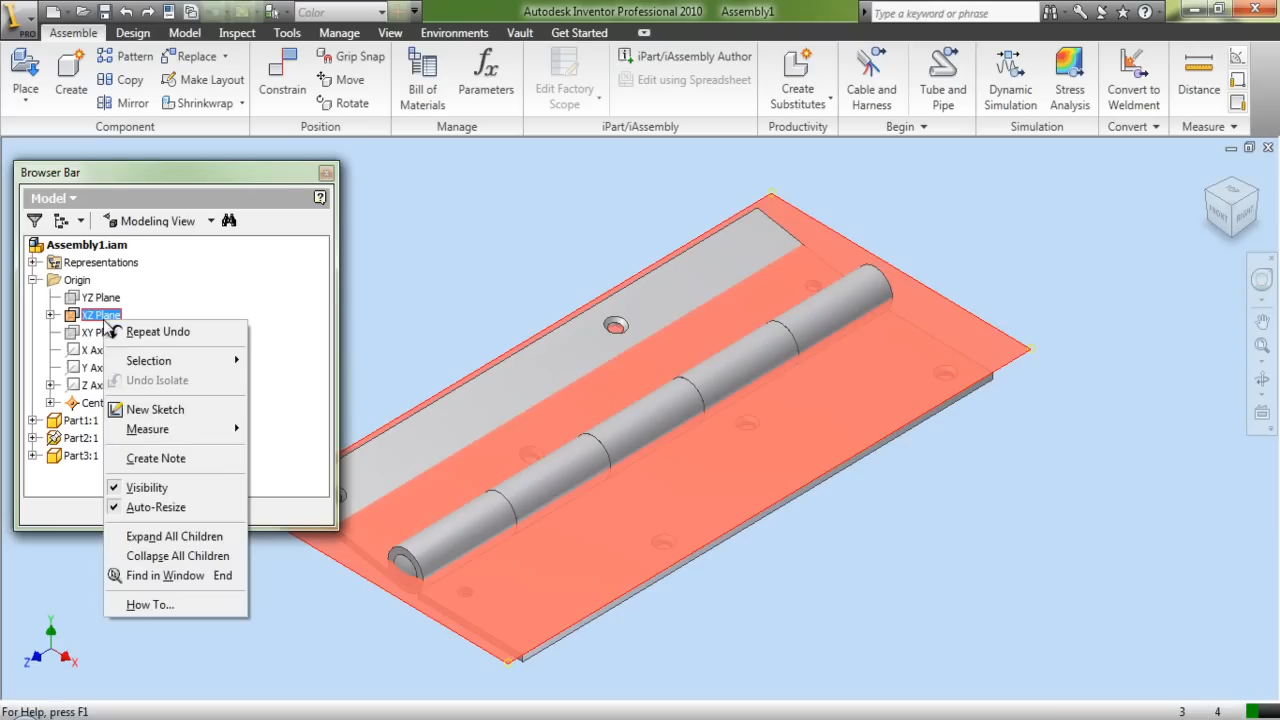 Color
Autodesk Inventor Professional 2010 Assembly1
Type a keyword or phrase
PRO
Assemble Design Model Inspect Tools Manage View Environments Vault Get Started
Place
Create
Pattern
Copy
Mirror
Replace
Make Layout
Shrinkwrap
Component
Constrain
Grip Snap
Move
Rotate
Position
Bill of
Materials
Parameters
Manage
Edit Factory
Scope
iPart/iAssembly Author
Edit using Spreadsheet
iPart/iAssembly
Create
Substitutes
Productivity
Cable and
Harness
Tube and
Pipe
Begin
Dynamic
Simulation
Stress
Analysis
Simulation
Convert to
Weldment
Convert
Distance
Measure
Browser Bar
Model
Modeling View
Assembly1.iam
Representations
Origin
YZ Plane
XZ Plane
XY
X
Y
Z
Part1:1
Part2:1
Part3:1
Repeat Undo
Selection
Undo Isolate
New Sketch
Measure
Create Note
Visibility
Auto-Resize
Expand All Children
Collapse All Children
Find in Window End
How To...
TOP
FRONT
RIGHT
Y
Z
X
For Help, press F1
3 4